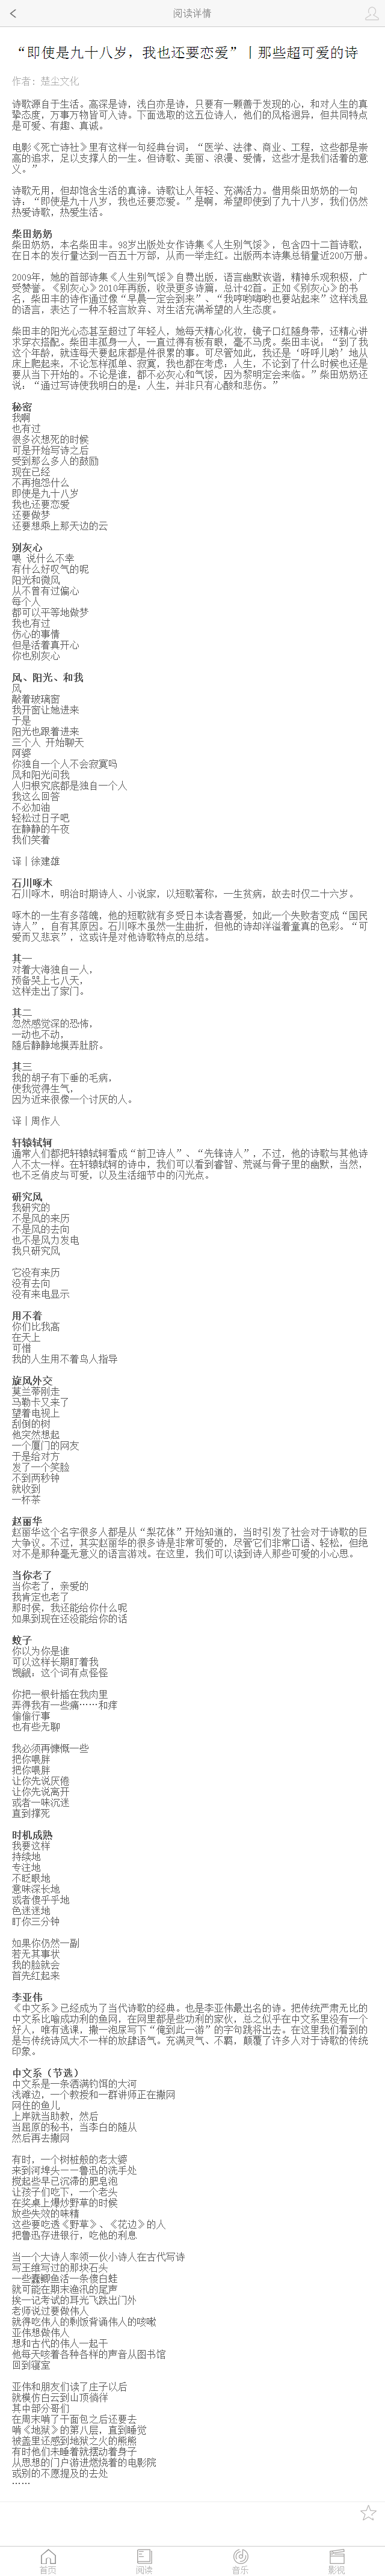 阅读详情
“即使是九十八岁，我也还要恋爱”丨那些超可爱的诗
作者：楚尘文化
诗歌源自于生活。高深是诗，浅白亦是诗，只要有一颗善于发现的心，和对人生的真
挚态度，万事万物皆可入诗。下面选取的这五位诗人，他们的风格迥异，但共同特点
是可爱、有趣、真诚。
电影《死亡诗社》里有这样一句经典台词：“医学、法律、商业、工程，这些都是崇
高的追求，足以支撑人的一生。但诗歌、美丽、浪漫、爱情，这些才是我们活着的意
义。”
诗歌无用，但却饱含生活的真谛。诗歌让人年轻、充满活力。借用柴田奶奶的一句
诗，“即使是九十八岁，我也还要恋爱。”是啊，希望即使到了九十八岁，我们仍然
热爱诗歌，热爱生活。
柴田奶奶
柴田奶奶，本名柴田丰。98岁出版处女作诗集《人生别气馁》，包含四十二首诗歌，
在日本的发行量达到一百五十万部，从而一举走红。出版两本诗集总销量近200万册。
2009年，她的首部诗集《人生别气馁》自费出版，语言幽默诙谐，精神乐观积极，广
受赞誉。《别灰心》2010年再版，收录更多诗篇，总计42首。正如《别灰心》的书
名，柴田丰的诗作通过像“早晨一定会到来”、“我哼哟嗨哟也要站起来”这样浅显
的语言，表达了一种不轻言放弃、对生活充满希望的人生态度。
柴田丰的阳光心态甚至超过了年轻人，她每天精心化妆，镜子口红随身带，还精心讲
求穿衣搭配。柴田丰孤身一人，一直过得有板有眼，毫不马虎。柴田丰说：“到了我
这个年龄，就连每天要起床都是件很累的事。可尽管如此，我还是‘呀呼儿哟’地从
床上爬起来，不论怎样孤单、寂寞，我也都在考虑：人生，不论到了什么时候也还是
要从当下开始的。不论是谁，都不必灰心和气馁，因为黎明定会来临。”柴田奶奶还
说：“通过写诗使我明白的是：人生，并非只有心酸和悲伤。”
秘密
我啊
也有过
很多次想死的时候
可是开始写诗之后
受到那么多人的鼓励
现在已经
不再抱怨什么
即使是九十八岁
我也还要恋爱
还要做梦
还要想乘上那天边的云
别灰心
喂 说什么不幸
有什么好叹气的呢
阳光和微风
从不曾有过偏心
每个人
都可以平等地做梦
我也有过
伤心的事情
但是活着真开心
你也别灰心
风、阳光、和我
风
敲着玻璃窗
我开窗让她进来
于是
阳光也跟着进来
三个人 开始聊天
阿婆
你独自一个人不会寂寞吗
风和阳光问我
人归根究底都是独自一个人
我这么回答
不必加油
轻松过日子吧
在静静的午夜
我们笑着
译丨徐建雄
石川啄木
石川啄木，明治时期诗人、小说家，以短歌著称，一生贫病，故去时仅二十六岁。
啄木的一生有多落魄，他的短歌就有多受日本读者喜爱，如此一个失败者变成“国民
诗人”，自有其原因。石川啄木虽然一生曲折，但他的诗却洋溢着童真的色彩。“可
爱而又悲哀”，这或许是对他诗歌特点的总结。
其一
对着大海独自一人，
预备哭上七八天，
这样走出了家门。
其二
忽然感觉深的恐怖，
一动也不动，
随后静静地摸弄肚脐。
其三
我的胡子有下垂的毛病，
使我觉得生气，
因为近来很像一个讨厌的人。
译丨周作人
轩辕轼轲
通常人们都把轩辕轼轲看成“前卫诗人”、“先锋诗人”，不过，他的诗歌与其他诗
人不太一样。在轩辕轼轲的诗中，我们可以看到睿智、荒诞与骨子里的幽默，当然，
也不乏俏皮与可爱，以及生活细节中的闪光点。
研究风
我研究的
不是风的来历
不是风的去向
也不是风力发电
我只研究风
它没有来历
没有去向
没有来电显示
用不着
你们比我高
在天上
可惜
我的人生用不着鸟人指导
旋风外交
莫兰蒂刚走
马勒卡又来了
望着电视上
刮倒的树
他突然想起
一个厦门的网友
于是给对方
发了一个笑脸
不到两秒钟
就收到
一杯茶
赵丽华
赵丽华这个名字很多人都是从“梨花体”开始知道的，当时引发了社会对于诗歌的巨
大争议。不过，其实赵丽华的很多诗是非常可爱的，尽管它们非常口语、轻松，但绝
对不是那种毫无意义的语言游戏。在这里，我们可以读到诗人那些可爱的小心思。
当你老了
当你老了，亲爱的
我肯定也老了
那时侯，我还能给你什么呢
如果到现在还没能给你的话
蚊子
你以为你是谁
可以这样长期盯着我
觊觎：这个词有点怪怪
你把一根针插在我肉里
弄得我有一些痛……和痒
偷偷行事
也有些无聊
我必须再慷慨一些
把你喂胖
把你喂胖
让你先说厌倦
让你先说离开
或者一味沉迷
直到撑死
时机成熟
我要这样
持续地
专注地
不眨眼地
意味深长地
或者傻乎乎地
色迷迷地
盯你三分钟
如果你仍然一副
若无其事状
我的脸就会
首先红起来
李亚伟
《中文系》已经成为了当代诗歌的经典。也是李亚伟最出名的诗。把传统严肃无比的
中文系比喻成功利的鱼网，在网里都是些功利的家伙，总之似乎在中文系里没有一个
好人，唯有逃课，撒一泡尿写下“俺到此一游”的字句践将出去。在这里我们看到的
是与传统诗风大不一样的放肆语气。充满灵气、不羁，颠覆了许多人对于诗歌的传统
印象。
中文系（节选）
中文系是一条洒满钓饵的大河
浅滩边，一个教授和一群讲师正在撒网
网住的鱼儿
上岸就当助教，然后
当屈原的秘书，当李白的随从
然后再去撒网
有时，一个树桩般的老太婆
来到河埠头——鲁迅的洗手处
搅起些早已沉滞的肥皂泡
让孩子们吃下，一个老头
在奖桌上爆炒野草的时候
放些失效的味精
这些要吃透《野草》、《花边》的人
把鲁迅存进银行，吃他的利息
当一个大诗人率领一伙小诗人在古代写诗
写王维写过的那块石头
一些蠢鲫鱼活一条傻白蛙
就可能在期末渔汛的尾声
挨一记考试的耳光飞跌出门外
老师说过要做伟人
就得吃伟人的剩饭背诵伟人的咳嗽
亚伟想做伟人
想和古代的伟人一起干
他每天咳着各种各样的声音从图书馆
回到寝室
亚伟和朋友们读了庄子以后
就模仿白云到山顶徜徉
其中部分哥们
在周末啃了干面包之后还要去
啃《地狱》的第八层，直到睡觉
被盖里还感到地狱之火的熊熊
有时他们未睡着就摆动着身子
从思想的门户游进燃烧着的电影院
或别的不愿提及的去处
……
首页
阅读
音乐
影视